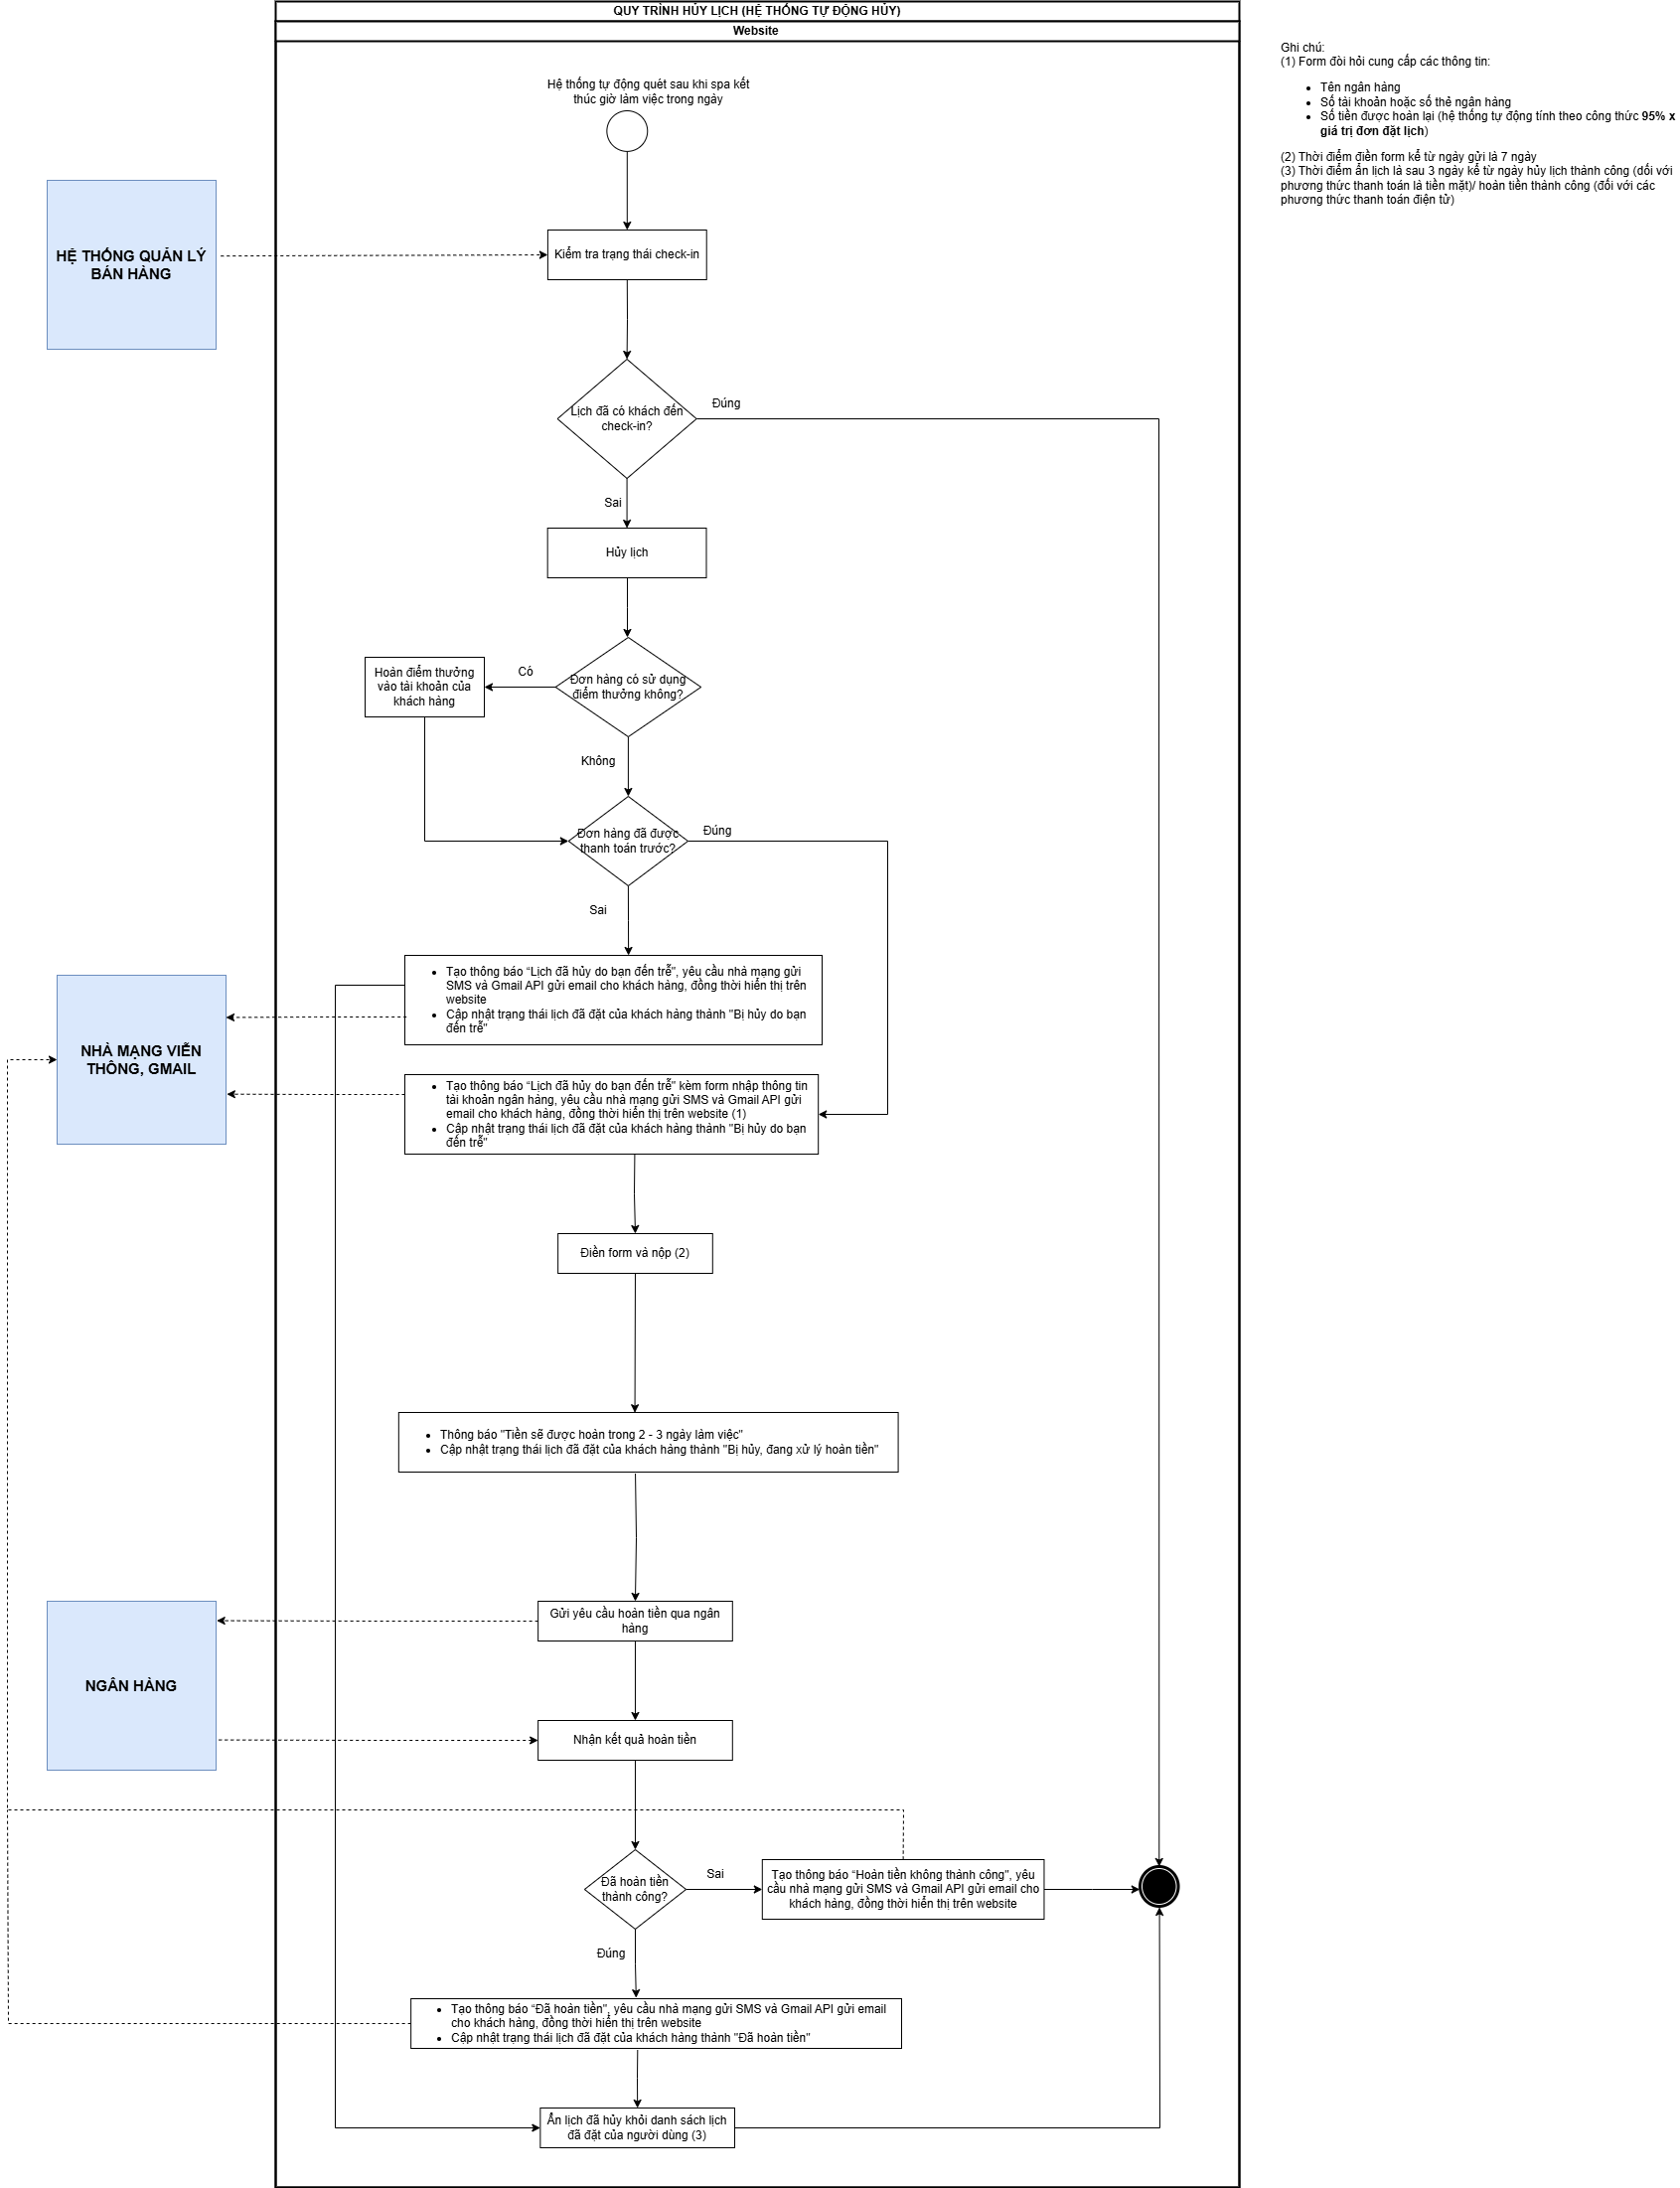 QUY TRÌNH HỦY LỊCH (HỆ THỐNG TỰ ĐỘNG HỦY)
Website
Hệ thống tự động quét sau khi spa kết
thúc giờ làm việc trong ngày
Ghi chú:
(1) Form đòi hỏi cung cấp các thông tin:
• Tên ngân hàng
• Số tài khoản hoặc số thẻ ngân hàng
• Số tiền được hoàn lại (hệ thống tự động tính theo công thức 95% x
giá trị đơn đặt lịch)
(2) Thời điểm điền form kể từ ngày gửi là 7 ngày
(3) Thời điểm ẩn lịch là sau 3 ngày kể từ ngày hủy lịch thành công (đối với
phương thức thanh toán là tiền mặt)/ hoàn tiền thành công (đối với các
phương thức thanh toán điện tử)
HỆ THỐNG QUẢN LÝ
BÁN HÀNG
Kiểm tra trạng thái check-in
Lịch đã có khách đến
check-in?
Đúng
Sai
Hủy lịch
Đơn hàng có sử dụng
điểm thưởng không?
Có
Hoàn điểm thưởng
vào tài khoản của
khách hàng
Không
Đơn hàng đã được
thanh toán trước?
Đúng
Sai
• Tạo thông báo “Lịch đã hủy do bạn đến trễ", yêu cầu nhà mạng gửi
SMS và Gmail API gửi email cho khách hàng, đồng thời hiển thị trên
website
• Cập nhật trạng thái lịch đã đặt của khách hàng thành "Bị hủy do bạn
đến trễ"
NHÀ MẠNG VIỄN
THÔNG, GMAIL
• Tạo thông báo “Lịch đã hủy do bạn đến trễ" kèm form nhập thông tin
tài khoản ngân hàng, yêu cầu nhà mạng gửi SMS và Gmail API gửi
email cho khách hàng, đồng thời hiển thị trên website (1)
• Cập nhật trạng thái lịch đã đặt của khách hàng thành "Bị hủy do bạn
đến trễ"
Điền form và nộp (2)
• Thông báo "Tiền sẽ được hoàn trong 2 - 3 ngày làm việc"
• Cập nhật trạng thái lịch đã đặt của khách hàng thành "Bị hủy, đang xử lý hoàn tiền"
Gửi yêu cầu hoàn tiền qua ngân
hàng
NGÂN HÀNG
Nhận kết quả hoàn tiền
Đã hoàn tiền
thành công?
Sai
Tạo thông báo “Hoàn tiền không thành công", yêu
cầu nhà mạng gửi SMS và Gmail API gửi email cho
khách hàng, đồng thời hiển thị trên website
Đúng
• Tạo thông báo “Đã hoàn tiền", yêu cầu nhà mạng gửi SMS và Gmail API gửi email
cho khách hàng, đồng thời hiển thị trên website
• Cập nhật trạng thái lịch đã đặt của khách hàng thành "Đã hoàn tiền"
Ẩn lịch đã hủy khỏi danh sách lịch
đã đặt của người dùng (3)